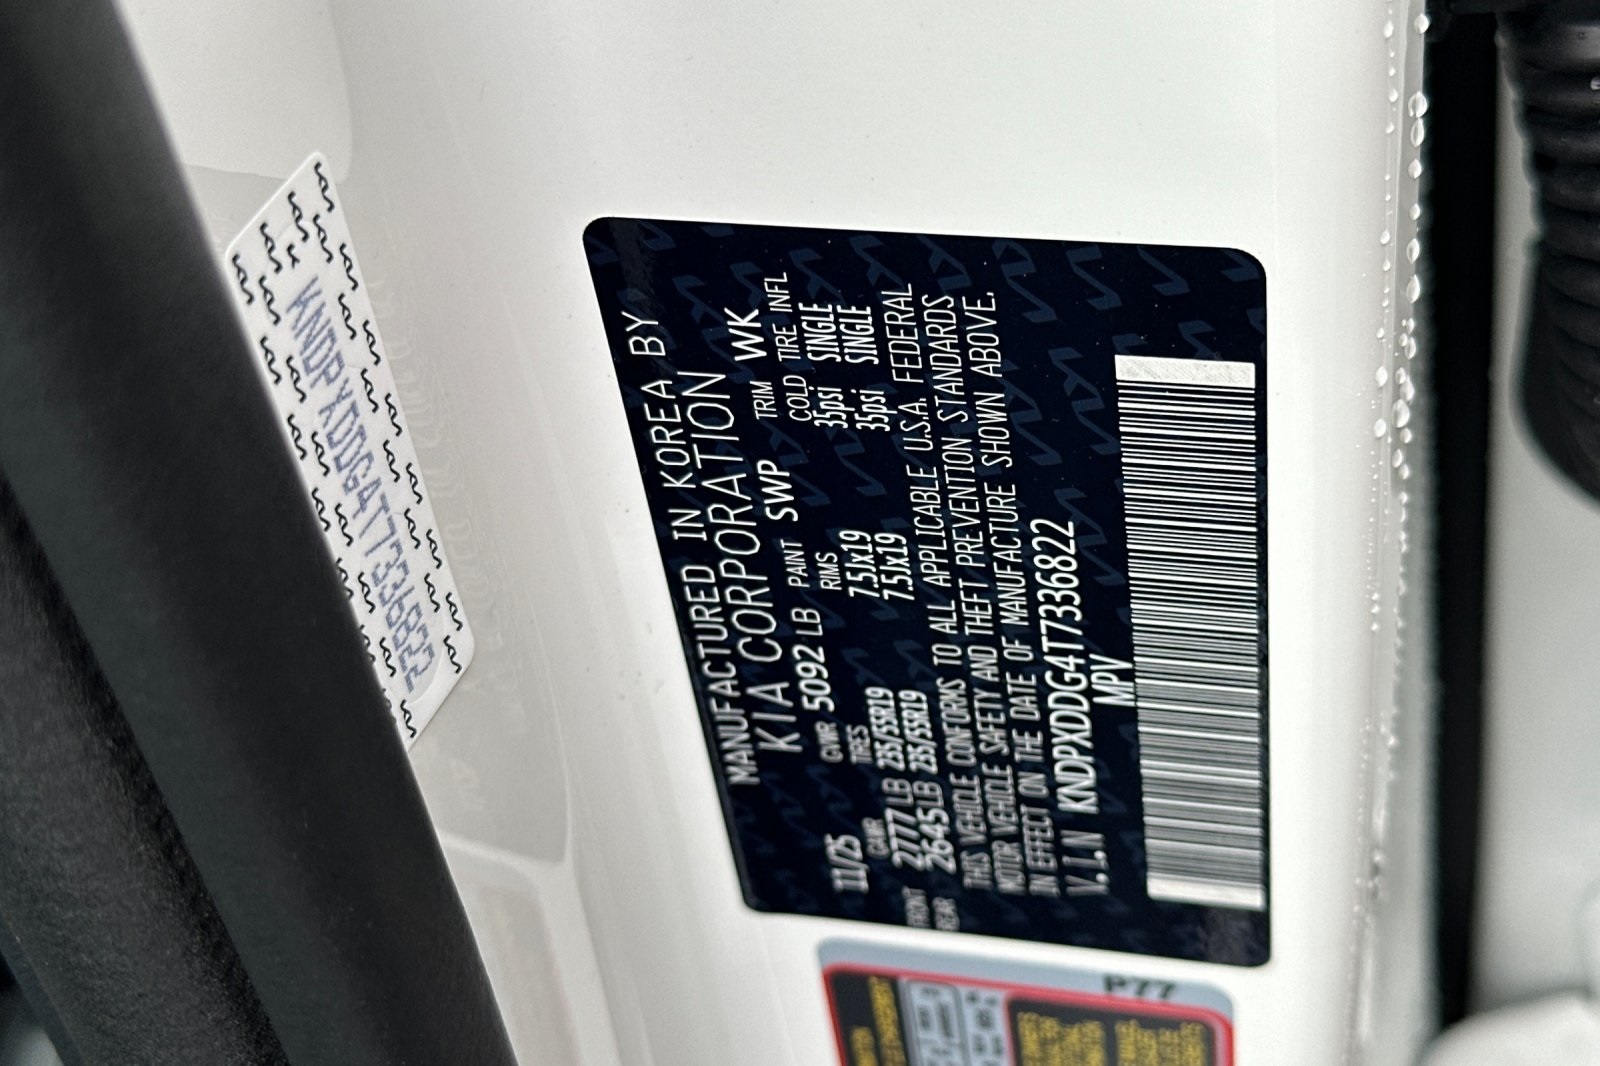 KNDPXDDG4T7336822
MANUFACTURED IN KOREA BY
KIA CORPORATION
11/25 GVWR 5092 LB PAINT SWP TRIM WK
GAWR TIRES RIMS COLD TIRE INFL
FRONT 2777 LB 235/55R19 7.5Jx19 35psi SINGLE
REAR 2645 LB 235/55R19 7.5Jx19 35psi SINGLE
THIS VEHICLE CONFORMS TO ALL APPLICABLE U.S.A. FEDERAL
MOTOR VEHICLE SAFETY AND THEFT PREVENTION STANDARDS
IN EFFECT ON THE DATE OF MANUFACTURE SHOWN ABOVE.
V.I.N KNDPXDDG4T7336822
MPV
P77